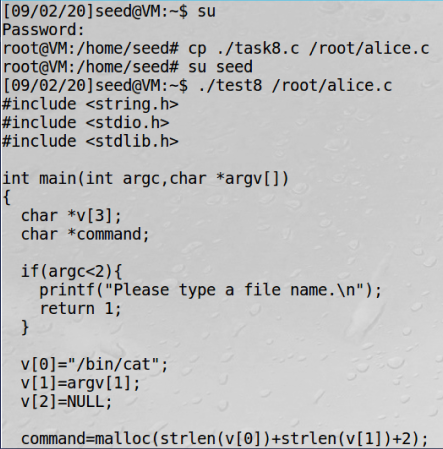 [09/02/20]seed@VM:~$ su
Password:
root@VM:/home/seed# cp ./task8.c /root/alice.c
root@VM:/home/seed# su seed
[09/02/20]seed@VM:~$ ./test8 /root/alice.c
#include <string.h>
#include <stdio.h>
#include <stdlib.h>

int main(int argc,char *argv[])
{
  char *v[3];
  char *command;

  if(argc<2){
    printf("Please type a file name.\n");
    return 1;
  }

  v[0]="/bin/cat";
  v[1]=argv[1];
  v[2]=NULL;

  command=malloc(strlen(v[0])+strlen(v[1])+2);